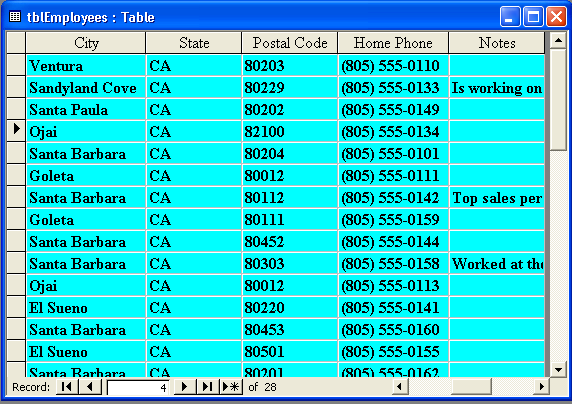 tblEmployees : Table
City State Postal Code Home Phone Notes
Ventura CA 80203 (805) 555-0110
Sandyland Cove CA 80229 (805) 555-0133 Is working on
Santa Paula CA 80202 (805) 555-0149
Ojai CA 82100 (805) 555-0134
Santa Barbara CA 80204 (805) 555-0101
Goleta CA 80012 (805) 555-0111
Santa Barbara CA 80112 (805) 555-0142 Top sales per
Goleta CA 80111 (805) 555-0159
Santa Barbara CA 80452 (805) 555-0144
Santa Barbara CA 80303 (805) 555-0158 Worked at the
Ojai CA 80012 (805) 555-0113
El Sueno CA 80220 (805) 555-0141
Santa Barbara CA 80453 (805) 555-0160
El Sueno CA 80501 (805) 555-0155
Santa Barbara CA 80201 (805) 555-0162
Record: 4 of 28